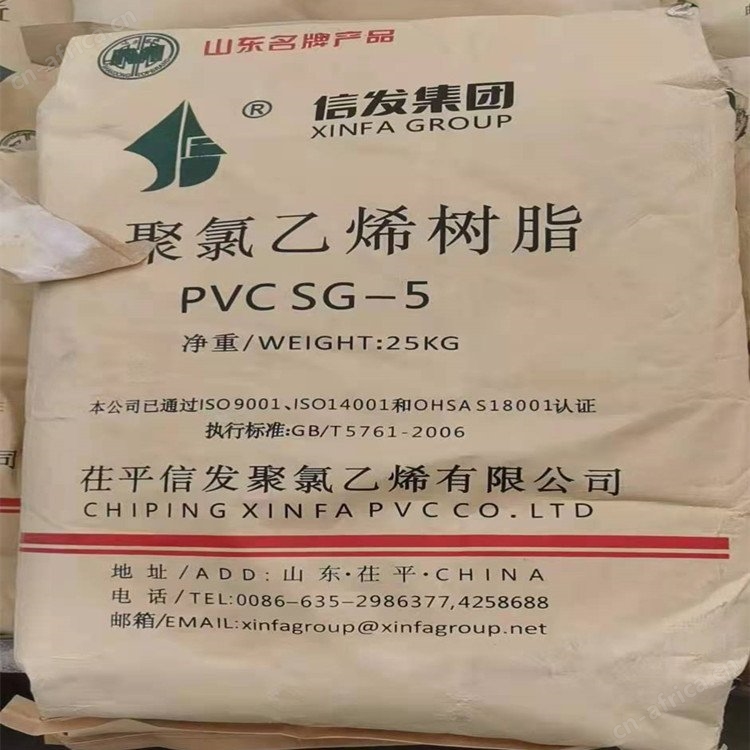 山东名牌产品
®
信发集团
XINFA GROUP
聚氯乙烯树脂
PVC SG-5
净重/WEIGHT:25KG
本公司已通过ISO9001、ISO14001和OHSAS18001认证
执行标准:GB/T5761-2006
茌平信发聚氯乙烯有限公司
CHIPING XINFA PVC CO.LTD
地址/ADD:山东·茌平·CHINA
电话/TEL:0086-635-2986377,4258688
邮箱/EMAIL:xinfagroup@xinfagroup.net
司